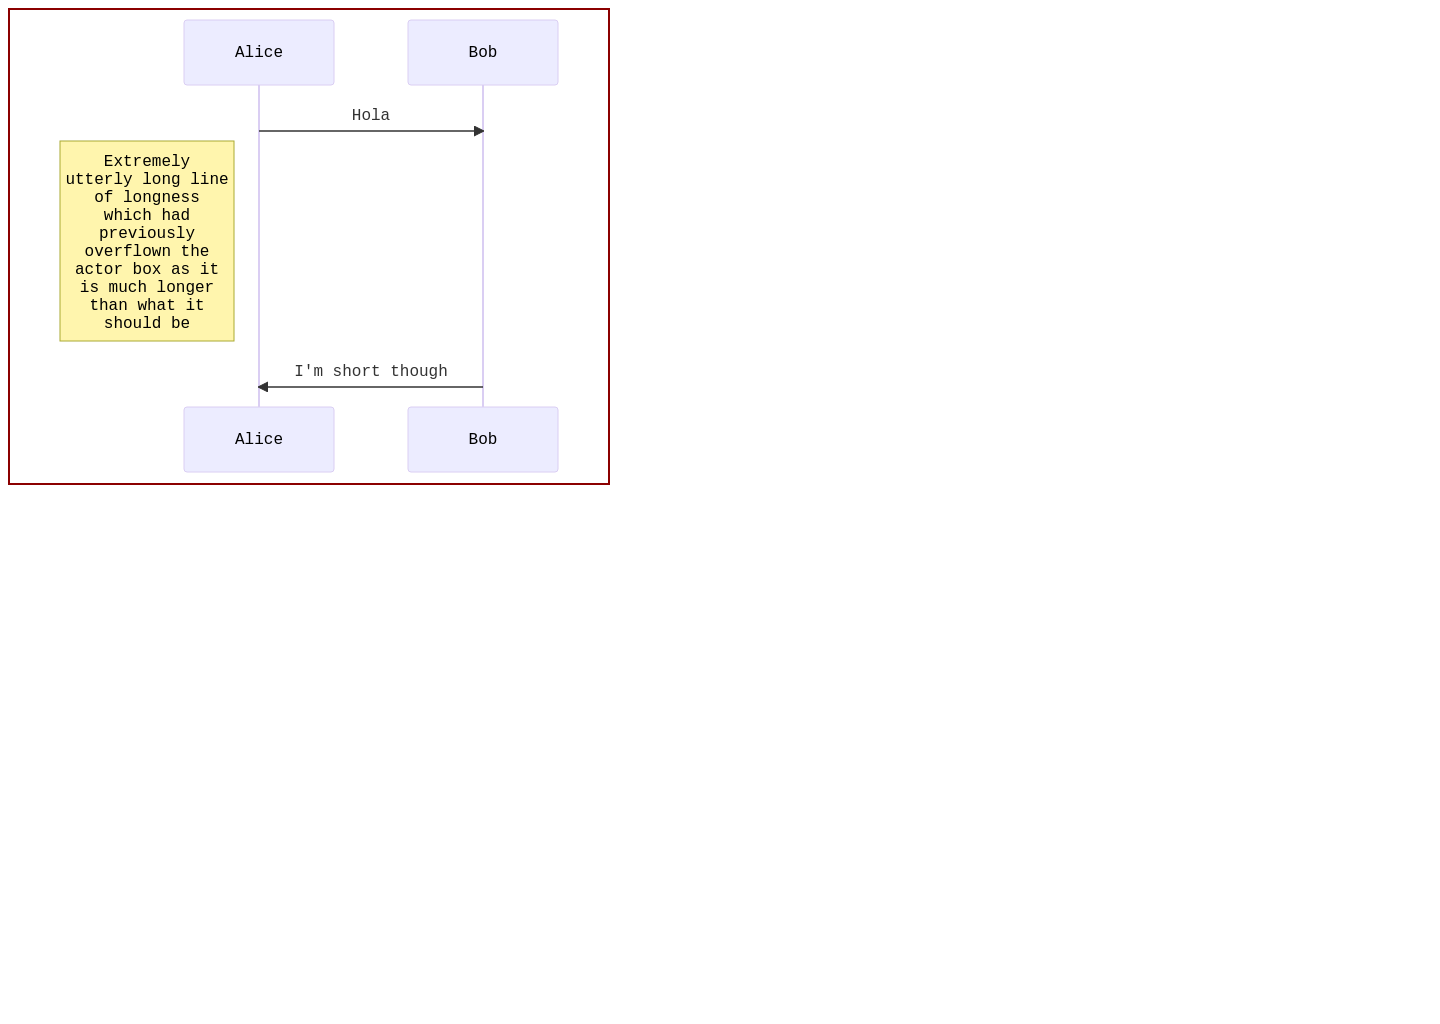 Alice
Bob
Hola
Extremely
utterly long line
of longness
which had
previously
overflown the
actor box as it
is much longer
than what it
should be
I'm short though
Alice
Bob